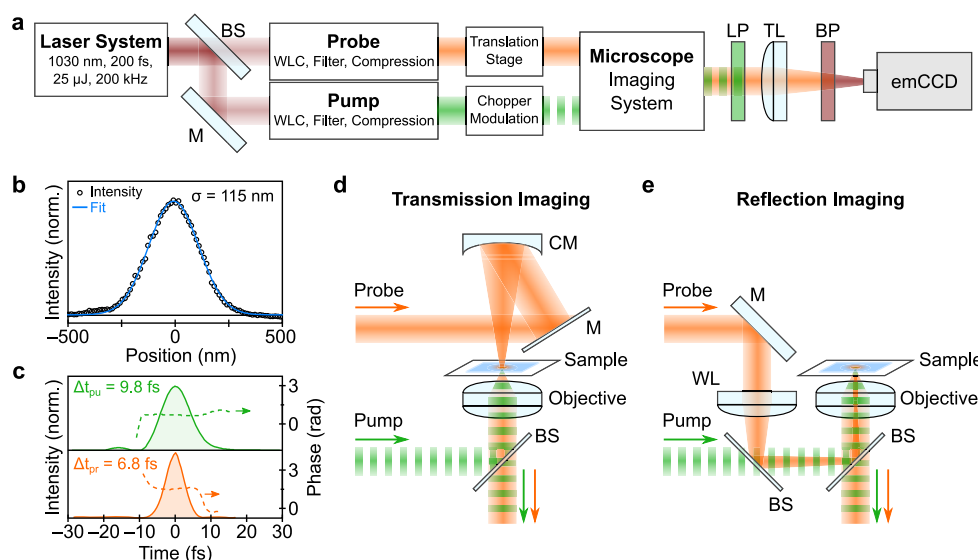 a
Laser System
1030 nm, 200 fs,
25 µJ, 200 kHz
BS
M
Probe
WLC, Filter, Compression
Pump
WLC, Filter, Compression
Translation
Stage
Chopper
Modulation
Microscope
Imaging
System
LP
TL
BP
emCCD
b
Intensity (norm.)
Intensity
Fit
σ = 115 nm
−500
0
500
Position (nm)
c
Intensity (norm.)
Δtpu = 9.8 fs
Δtpr = 6.8 fs
3
0
3
0
Phase (rad)
−30
−20
−10
0
10
20
30
Time (fs)
d
Transmission Imaging
CM
Probe
M
Sample
Objective
Pump
BS
e
Reflection Imaging
Probe
M
Sample
WL
Objective
Pump
BS
BS